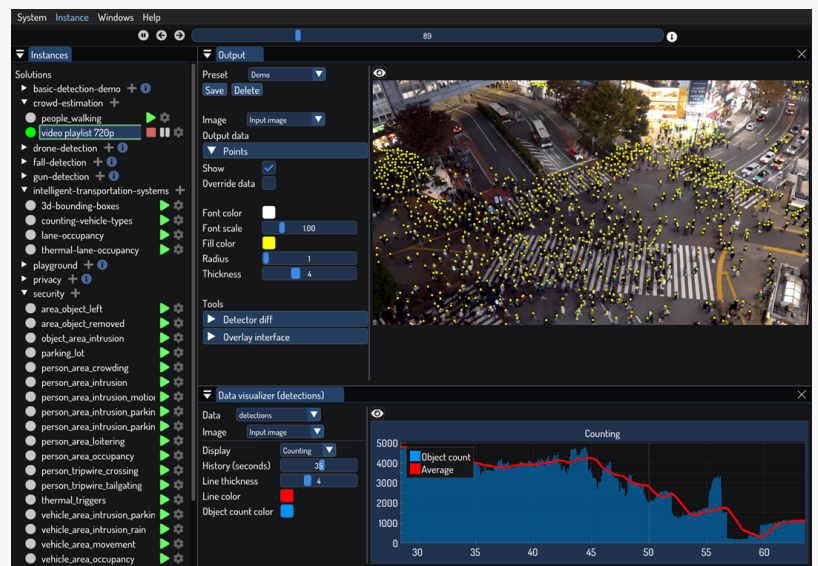 System Instance Windows Help
89
Instances
Solutions
basic-detection-demo
crowd-estimation
people_walking
video playlist 720p
drone-detection
fall-detection
gun-detection
intelligent-transportation-systems
3d-bounding-boxes
counting-vehicle-types
lane-occupancy
thermal-lane-occupancy
playground
privacy
security
area_object_left
area_object_removed
object_area_intrusion
parking_lot
person_area_crowding
person_area_intrusion
person_area_intrusion_motion
person_area_intrusion_parkin
person_area_intrusion_parkin
person_area_loitering
person_area_occupancy
person_tripwire_crossing
person_tripwire_tailgating
thermal_triggers
vehicle_area_intrusion_parkin
vehicle_area_intrusion_rain
vehicle_area_movement
vehicle_area_occupancy
Output
Preset Demo
Save Delete
Image Input image
Output data
Points
Show
Override data
Font color
Font scale 1.00
Fill color
Radius 1
Thickness 4
Tools
Detector diff
Overlay interface
Data visualizer (detections)
Data detections
Image Input image
Display Counting
History (seconds) 35
Line thickness 4
Line color
Object count color
Counting
Object count
Average
5000
4000
3000
2000
1000
0
30 35 40 45 50 55 60